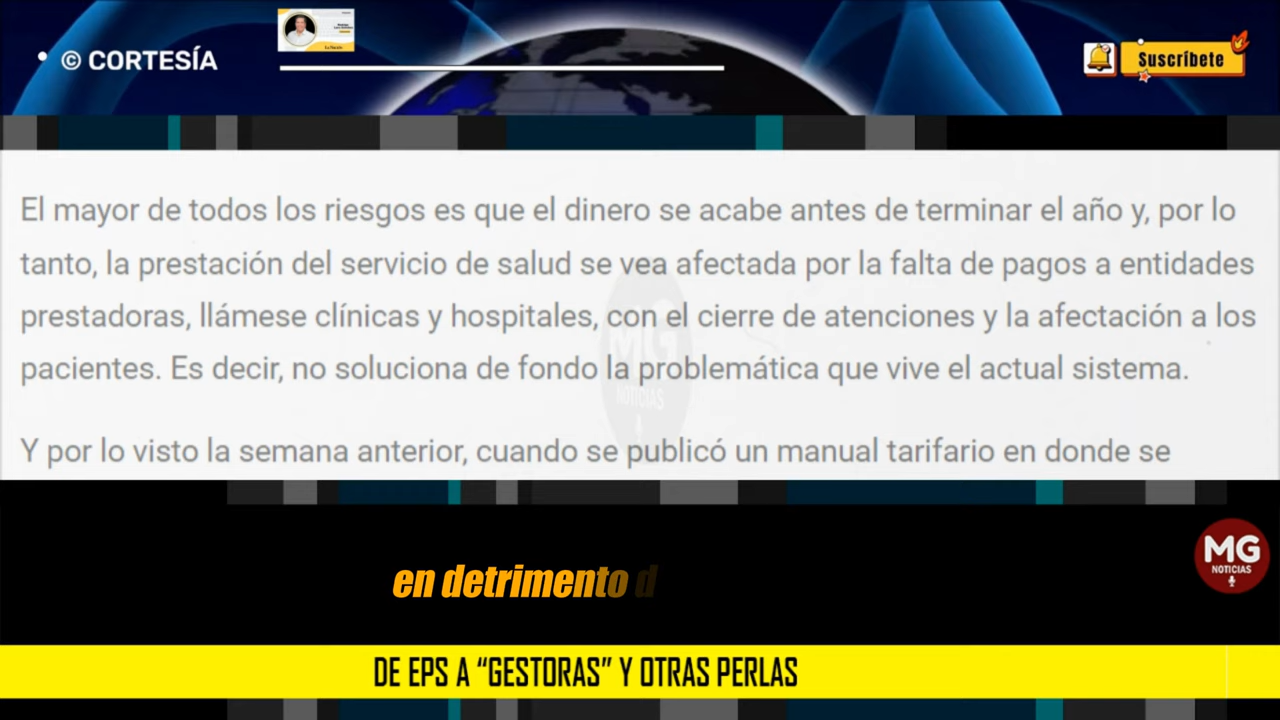 © CORTESÍA
Suscríbete
El mayor de todos los riesgos es que el dinero se acabe antes de terminar el año y, por lo
tanto, la prestación del servicio de salud se vea afectada por la falta de pagos a entidades
prestadoras, llámese clínicas y hospitales, con el cierre de atenciones y la afectación a los
pacientes. Es decir, no soluciona de fondo la problemática que vive el actual sistema.
MG
NOTICIAS
Y por lo visto la semana anterior, cuando se publicó un manual tarifario en donde se
en detrimento d
MG
NOTICIAS
DE EPS A “GESTORAS” Y OTRAS PERLAS